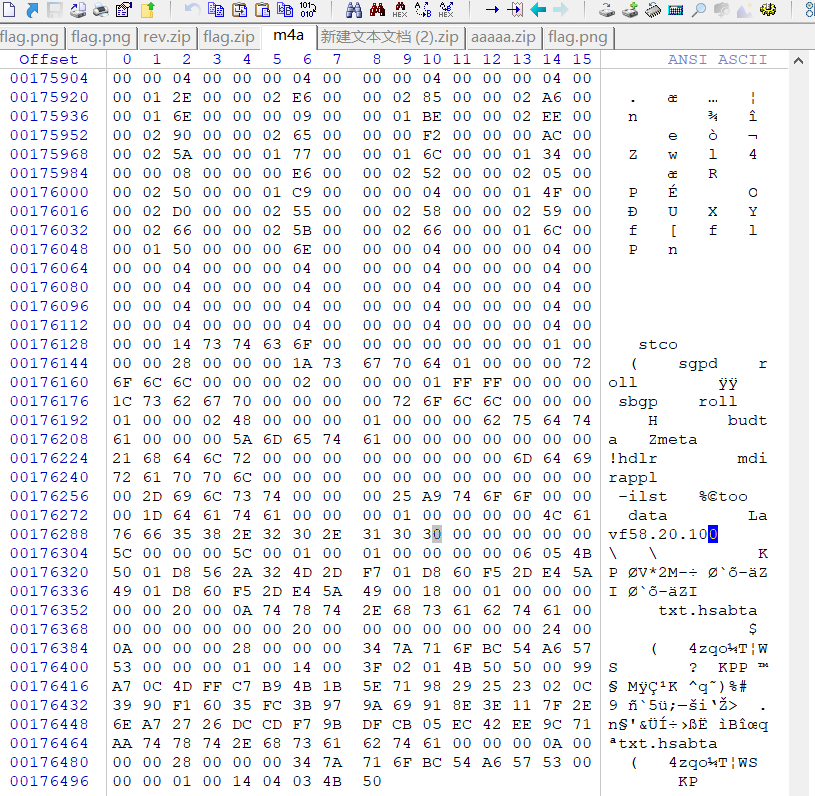 flag.png flag.png rev.zip flag.zip m4a 新建文本文档 (2).zip aaaaa.zip flag.png
Offset 0 1 2 3 4 5 6 7 8 9 10 11 12 13 14 15 ANSI ASCII
00175904 00 00 04 00 00 00 04 00 00 00 04 00 00 00 04 00
00175920 00 01 2E 00 00 02 E6 00 00 02 85 00 00 02 A6 00 . æ … ¦
00175936 00 01 6E 00 00 00 09 00 00 01 BE 00 00 02 EE 00 n ¾ î
00175952 00 02 90 00 00 02 65 00 00 00 F2 00 00 00 AC 00 e ò ¬
00175968 00 02 5A 00 00 01 77 00 00 01 6C 00 00 01 34 00 Z w l 4
00175984 00 00 08 00 00 00 E6 00 00 02 52 00 00 02 05 00 æ R
00176000 00 02 50 00 00 01 C9 00 00 00 04 00 00 01 4F 00 P É O
00176016 00 02 D0 00 00 02 55 00 00 02 58 00 00 02 59 00 Ð U X Y
00176032 00 02 66 00 00 02 5B 00 00 02 66 00 00 01 6C 00 f [ f l
00176048 00 01 50 00 00 00 6E 00 00 00 04 00 00 00 04 00 P n
00176064 00 00 04 00 00 00 04 00 00 00 04 00 00 00 04 00
00176080 00 00 04 00 00 00 04 00 00 00 04 00 00 00 04 00
00176096 00 00 04 00 00 00 04 00 00 00 04 00 00 00 04 00
00176112 00 00 04 00 00 00 04 00 00 00 04 00 00 00 04 00
00176128 00 00 14 73 74 63 6F 00 00 00 00 00 00 00 01 00 stco
00176144 00 00 28 00 00 00 1A 73 67 70 64 01 00 00 00 72 ( sgpd r
00176160 6F 6C 6C 00 00 00 02 00 00 00 01 FF FF 00 00 00 oll ÿÿ
00176176 1C 73 62 67 70 00 00 00 00 72 6F 6C 6C 00 00 00 sbgp roll
00176192 01 00 00 02 48 00 00 00 01 00 00 00 62 75 64 74 H budt
00176208 61 00 00 00 5A 6D 65 74 61 00 00 00 00 00 00 00 a Zmeta
00176224 21 68 64 6C 72 00 00 00 00 00 00 00 00 6D 64 69 !hdlr mdi
00176240 72 61 70 70 6C 00 00 00 00 00 00 00 00 00 00 00 rappl
00176256 00 2D 69 6C 73 74 00 00 00 25 A9 74 6F 6F 00 00 -ilst %©too
00176272 00 1D 64 61 74 61 00 00 00 01 00 00 00 00 4C 61 data La
00176288 76 66 35 38 2E 32 30 2E 31 30 30 00 00 00 00 00 vf58.20.100
00176304 5C 00 00 00 5C 00 01 00 01 00 00 00 00 06 05 4B \ \ K
00176320 50 01 D8 56 2A 32 4D 2D F7 01 D8 60 F5 2D E4 5A P ØV*2M-÷ Ø`õ-äZ
00176336 49 01 D8 60 F5 2D E4 5A 49 00 18 00 01 00 00 00 I Ø`õ-äZI
00176352 00 00 20 00 0A 74 78 74 2E 68 73 61 62 74 61 00 txt.hsabta
00176368 00 00 00 00 00 00 20 00 00 00 00 00 00 00 24 00 $
00176384 0A 00 00 00 28 00 00 00 34 7A 71 6F BC 54 A6 57 ( 4zqo¼T¦W
00176400 53 00 00 00 01 00 14 00 3F 02 01 4B 50 50 00 99 S ? KPP ™
00176416 A7 0C 4D FF C7 B9 4B 1B 5E 71 98 29 25 23 02 0C § MÿÇ¹K ^q˜)%#
00176432 39 90 F1 60 35 FC 3B 97 9A 69 91 8E 3E 11 7F 2E 9 ñ`5ü;—ši‘Ž> .
00176448 6E A7 27 26 DC CD F7 9B DF CB 05 EC 42 EE 9C 71 n§'&ÜÍ÷›ßË ìBîœq
00176464 AA 74 78 74 2E 68 73 61 62 74 61 00 00 00 0A 00 ªtxt.hsabta
00176480 00 00 28 00 00 00 34 7A 71 6F BC 54 A6 57 53 00 ( 4zqo¼T¦WS
00176496 00 00 01 00 14 04 03 4B 50 KP